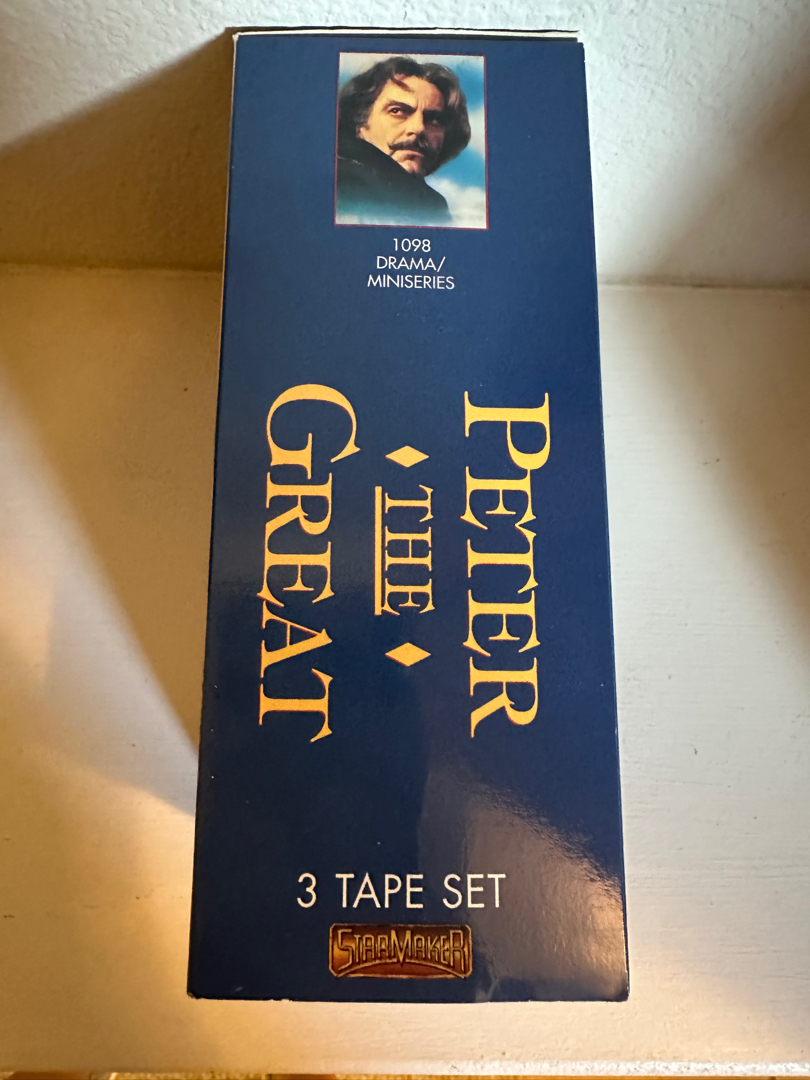 1098
DRAMA/
MINISERIES
PETER
THE
GREAT
3 TAPE SET
STARMAKER